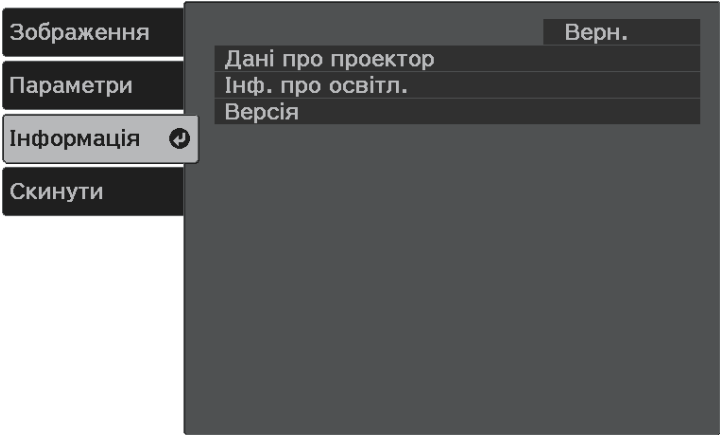 Зображення
Параметри
Інформація
Скинути
Верн.
Дані про проектор
Інф. про освітл.
Версія